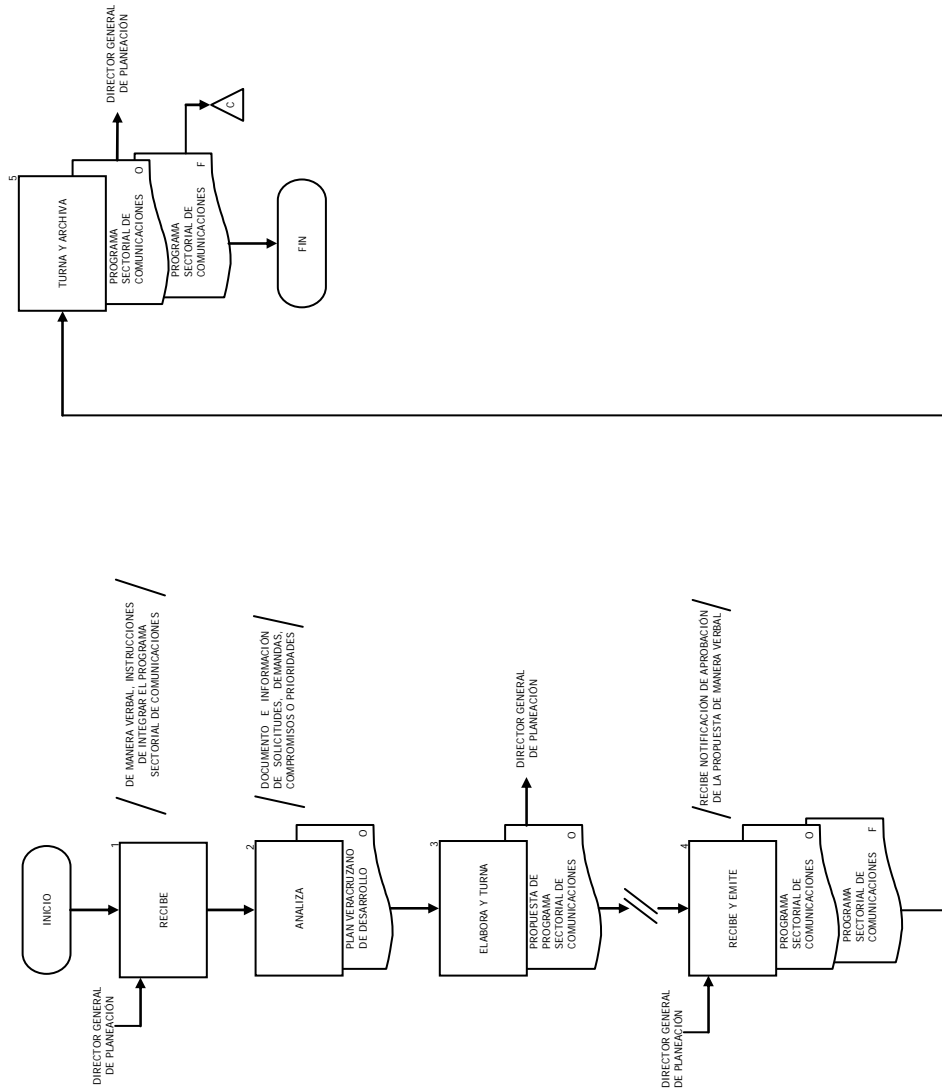 INICIO
DIRECTOR GENERAL
DE PLANEACIÓN
1
RECIBE
DE MANERA VERBAL, INSTRUCCIONES
DE INTEGRAR EL PROGRAMA
SECTORIAL DE COMUNICACIONES
2
ANALIZA
PLAN VERACRUZANO
DE DESARROLLO
O
DOCUMENTO E INFORMACIÓN
DE SOLICITUDES, DEMANDAS,
COMPROMISOS O PRIORIDADES
3
ELABORA Y TURNA
PROPUESTA DE
PROGRAMA
SECTORIAL DE
COMUNICACIONES
O
DIRECTOR GENERAL
DE PLANEACIÓN
DIRECTOR GENERAL
DE PLANEACIÓN
4
RECIBE Y EMITE
PROGRAMA
SECTORIAL DE
COMUNICACIONES
O
PROGRAMA
SECTORIAL DE
COMUNICACIONES
F
RECIBE NOTIFICACIÓN DE APROBACIÓN
DE LA PROPUESTA DE MANERA VERBAL
5
TURNA Y ARCHIVA
PROGRAMA
SECTORIAL DE
COMUNICACIONES
O
DIRECTOR GENERAL
DE PLANEACIÓN
PROGRAMA
SECTORIAL DE
COMUNICACIONES
F
C
FIN